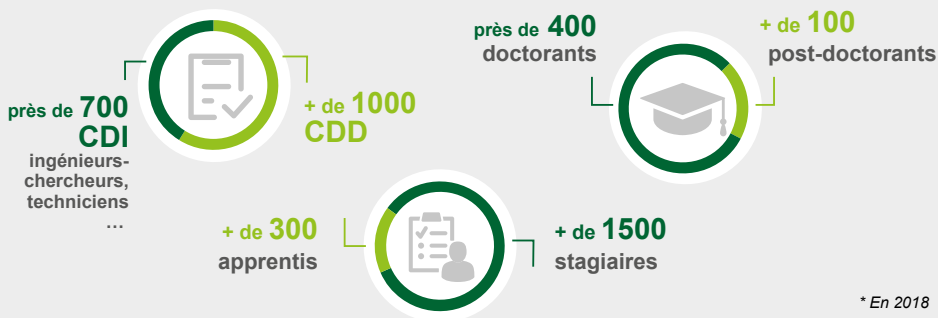 près de 700
CDI
ingénieurs-
chercheurs,
techniciens
...
+ de 1000
CDD
près de 400
doctorants
+ de 100
post-doctorants
+ de 300
apprentis
+ de 1500
stagiaires
* En 2018